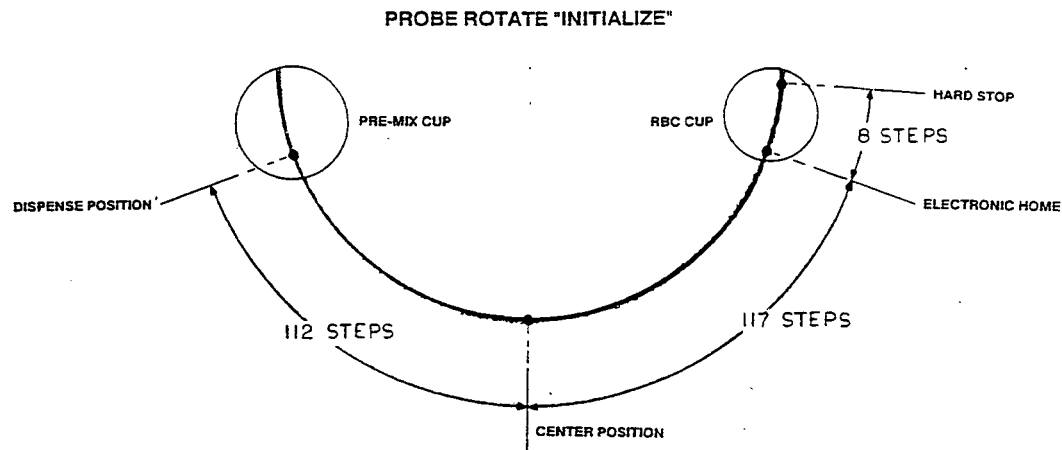 PROBE ROTATE "INITIALIZE"
PRE-MIX CUP
RBC CUP
HARD STOP
8 STEPS
DISPENSE POSITION
ELECTRONIC HOME
112 STEPS
117 STEPS
CENTER POSITION